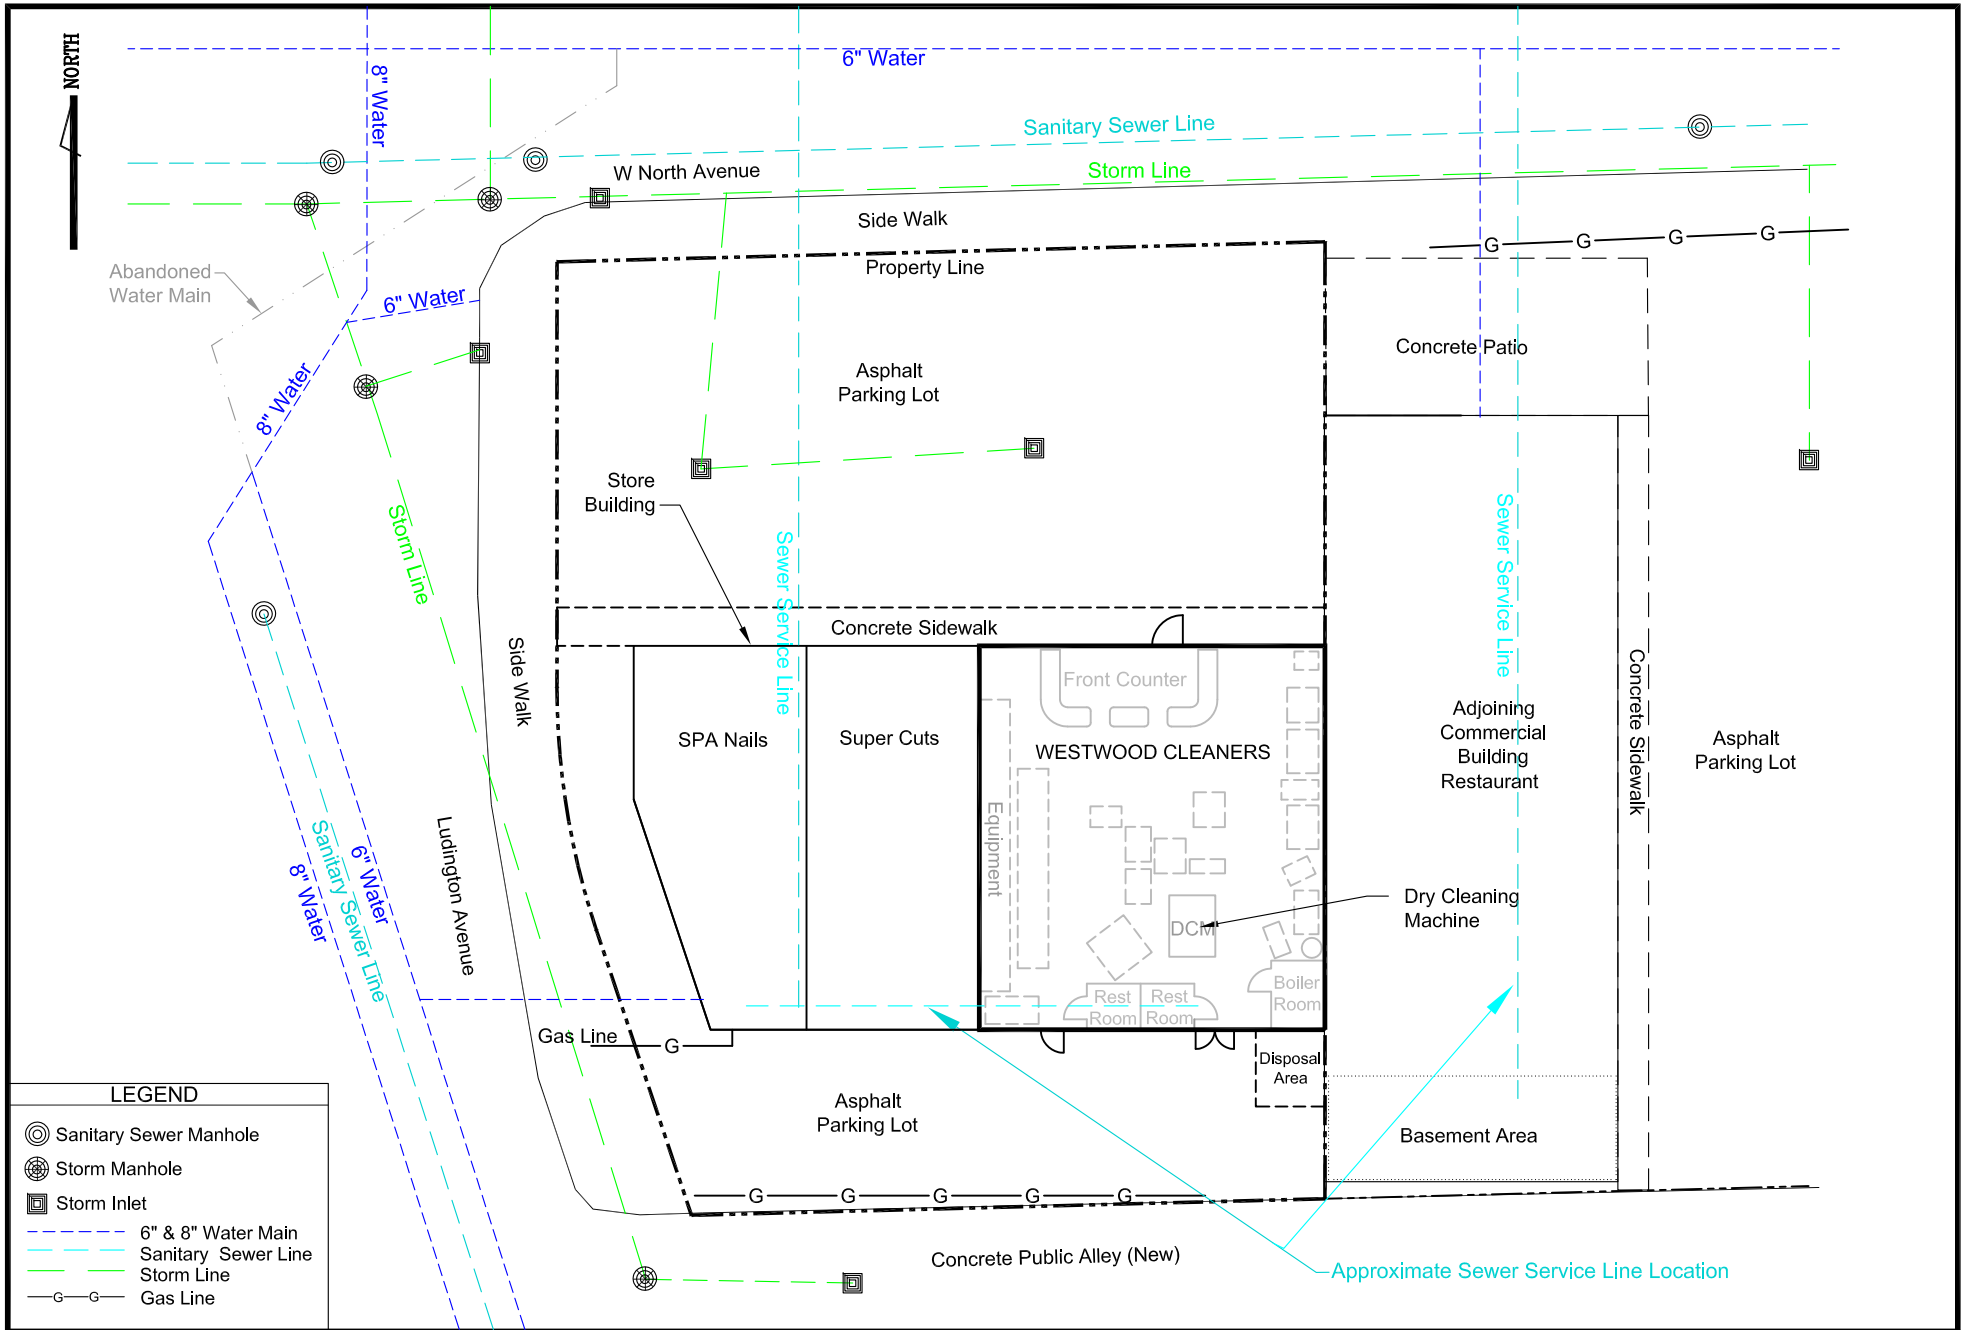 NORTH
8" Water
6" Water
Sanitary Sewer Line
W North Avenue
Storm Line
Side Walk
Property Line
G G G G
Abandoned
Water Main
6" Water
Concrete Patio
Asphalt
Parking Lot
8" Water
Store
Building
Storm Line
Sewer Service Line
Sewer Service Line
Concrete Sidewalk
Side Walk
Front Counter
SPA Nails
Super Cuts
WESTWOOD CLEANERS
Adjoining
Commercial
Building
Restaurant
Concrete Sidewalk
Asphalt
Parking Lot
Equipment
Ludington Avenue
Sanitary Sewer Line
6" Water
8" Water
Dry Cleaning
Machine
DCM
Boiler
Room
Rest
Room
Rest
Room
Gas Line
G
Disposal
Area
Asphalt
Parking Lot
Basement Area
G G G G G
Concrete Public Alley (New)
Approximate Sewer Service Line Location
LEGEND
Sanitary Sewer Manhole
Storm Manhole
Storm Inlet
6" & 8" Water Main
Sanitary Sewer Line
Storm Line
G G Gas Line